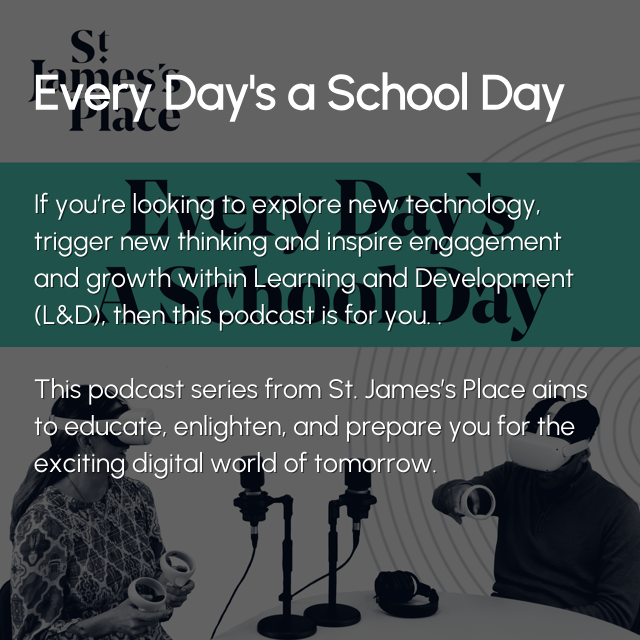 St
James's
Place
Every Day's a School Day
Every Day's
A School Day
If you're looking to explore new technology,
trigger new thinking and inspire engagement
and growth within Learning and Development
(L&D), then this podcast is for you. .
This podcast series from St. James's Place aims
to educate, enlighten, and prepare you for the
exciting digital world of tomorrow.